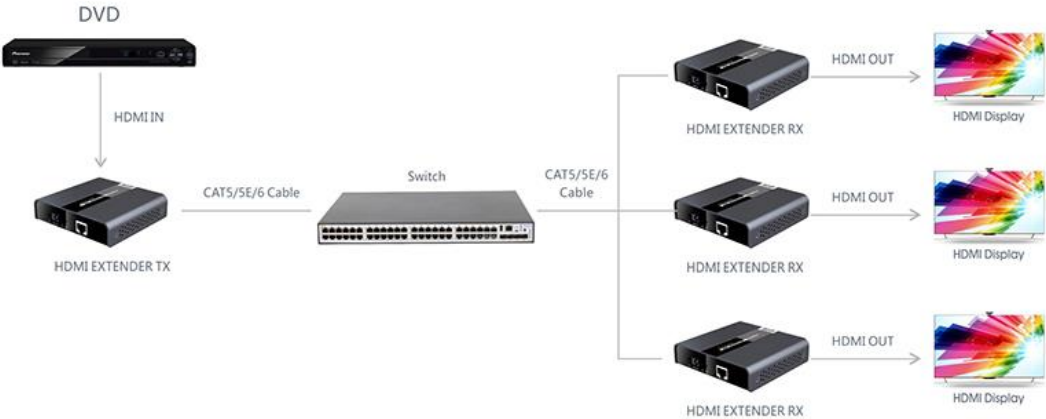 DVD
HDMI IN
HDMI EXTENDER TX
CAT5/5E/6 Cable
Switch
CAT5/5E/6
Cable
HDMI EXTENDER RX
HDMI OUT
HDMI Display
HDMI EXTENDER RX
HDMI OUT
HDMI Display
HDMI EXTENDER RX
HDMI OUT
HDMI Display